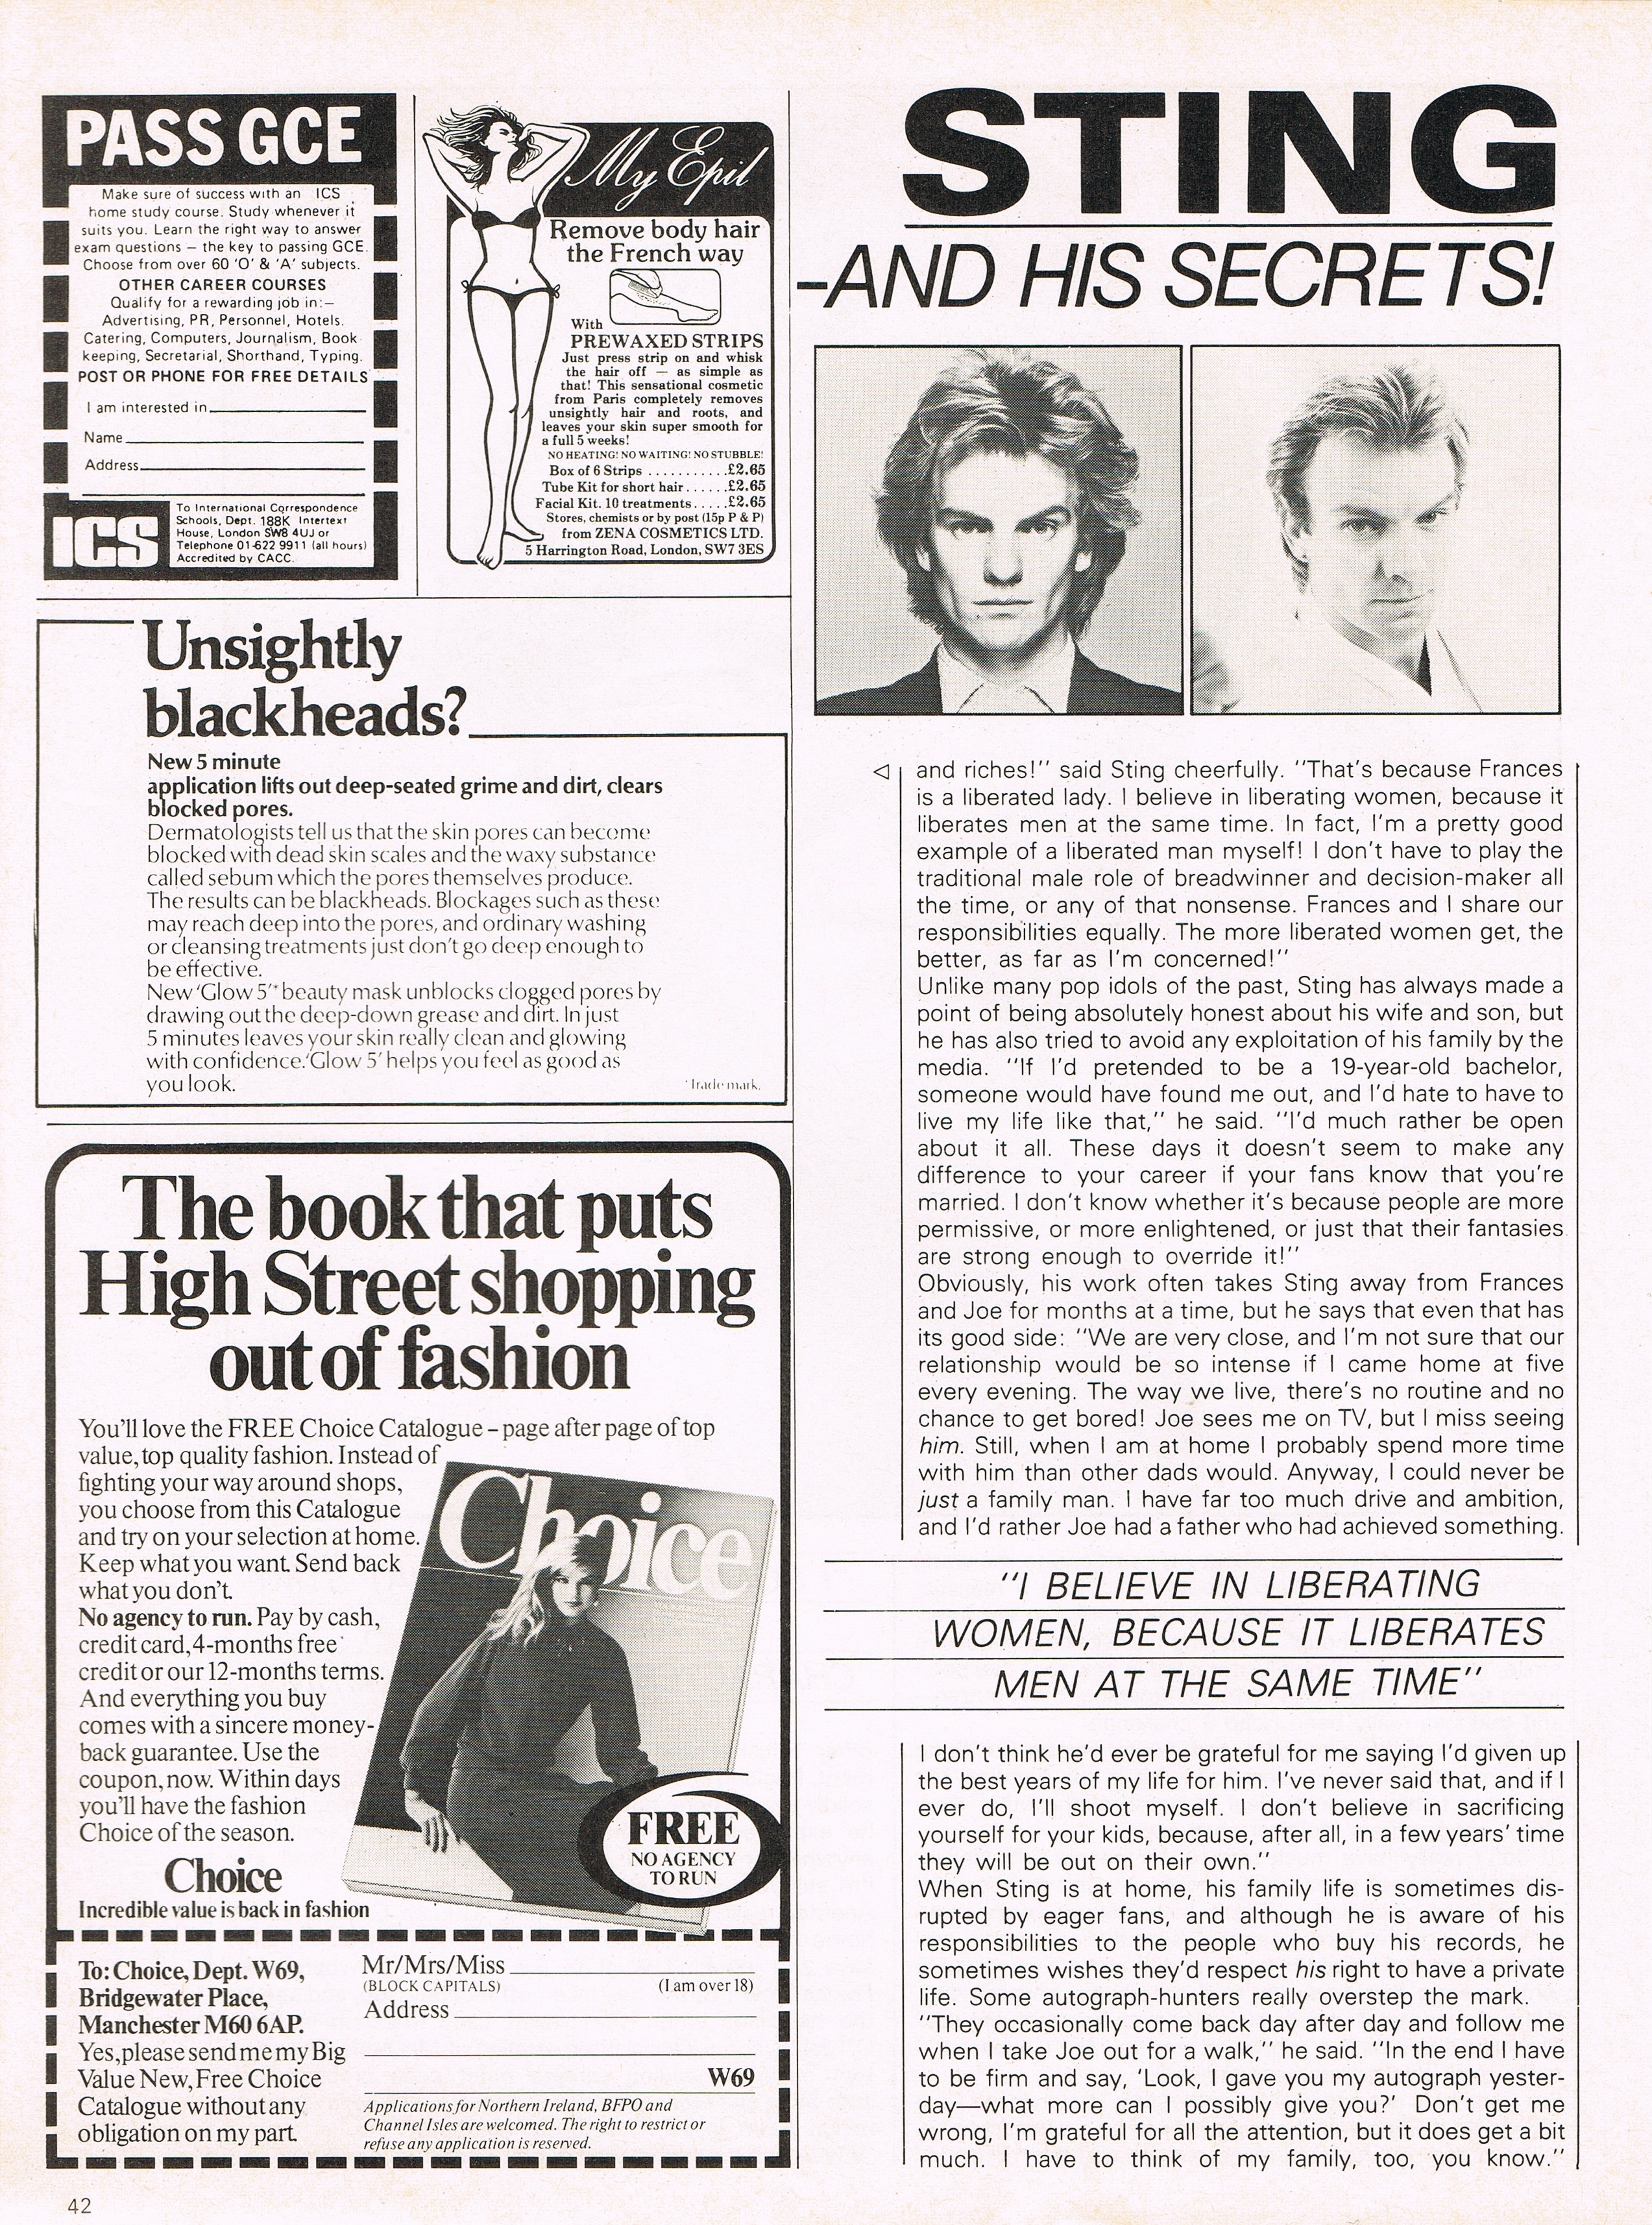 PASS GCE
Make sure of success with an ICS
home study course. Study whenever it
suits you. Learn the right way to answer
exam questions – the key to passing GCE.
Choose from over 60 'O' & 'A' subjects.
OTHER CAREER COURSES
Qualify for a rewarding job in:–
Advertising, PR, Personnel, Hotels.
Catering, Computers, Journalism, Book
keeping, Secretarial, Shorthand, Typing.
POST OR PHONE FOR FREE DETAILS
I am interested in
Name
Address
ICS
To International Correspondence
Schools, Dept. 188K Intertext
House, London SW8 4UJ or
Telephone 01-622 9911 (all hours)
Accredited by CACC.
My Epil
Remove body hair
the French way
With
PREWAXED STRIPS
Just press strip on and whisk
the hair off — as simple as
that! This sensational cosmetic
from Paris completely removes
unsightly hair and roots, and
leaves your skin super smooth for
a full 5 weeks!
NO HEATING! NO WAITING! NO STUBBLE!
Box of 6 Strips ..........£2.65
Tube Kit for short hair......£2.65
Facial Kit. 10 treatments.....£2.65
Stores, chemists or by post (15p P & P)
from ZENA COSMETICS LTD.
5 Harrington Road, London, SW7 3ES
Unsightly
blackheads?
New 5 minute
application lifts out deep-seated grime and dirt, clears
blocked pores.
Dermatologists tell us that the skin pores can become
blocked with dead skin scales and the waxy substance
called sebum which the pores themselves produce.
The results can be blackheads. Blockages such as these
may reach deep into the pores, and ordinary washing
or cleansing treatments just don't go deep enough to
be effective.
New 'Glow 5'* beauty mask unblocks clogged pores by
drawing out the deep-down grease and dirt. In just
5 minutes leaves your skin really clean and glowing
with confidence. 'Glow 5' helps you feel as good as
you look.
*Trade mark.
The book that puts
High Street shopping
out of fashion
You'll love the FREE Choice Catalogue – page after page of top
value, top quality fashion. Instead of
fighting your way around shops,
you choose from this Catalogue
and try on your selection at home.
Keep what you want. Send back
what you don't.
No agency to run. Pay by cash,
credit card, 4-months free
credit or our 12-months terms.
And everything you buy
comes with a sincere money-
back guarantee. Use the
coupon, now. Within days
you'll have the fashion
Choice of the season.
Choice
Incredible value is back in fashion
Choice
FREE
NO AGENCY
TO RUN
To: Choice, Dept. W69,
Bridgewater Place,
Manchester M60 6AP.
Yes, please send me my Big
Value New, Free Choice
Catalogue without any
obligation on my part.
Mr/Mrs/Miss
(BLOCK CAPITALS) (I am over 18)
Address
W69
Applications for Northern Ireland, BFPO and
Channel Isles are welcomed. The right to restrict or
refuse any application is reserved.
42
STING
–AND HIS SECRETS!
and riches!" said Sting cheerfully. "That's because Frances
is a liberated lady. I believe in liberating women, because it
liberates men at the same time. In fact, I'm a pretty good
example of a liberated man myself! I don't have to play the
traditional male role of breadwinner and decision-maker all
the time, or any of that nonsense. Frances and I share our
responsibilities equally. The more liberated women get, the
better, as far as I'm concerned!"
Unlike many pop idols of the past, Sting has always made a
point of being absolutely honest about his wife and son, but
he has also tried to avoid any exploitation of his family by the
media. "If I'd pretended to be a 19-year-old bachelor,
someone would have found me out, and I'd hate to have to
live my life like that," he said. "I'd much rather be open
about it all. These days it doesn't seem to make any
difference to your career if your fans know that you're
married. I don't know whether it's because people are more
permissive, or more enlightened, or just that their fantasies
are strong enough to override it!"
Obviously, his work often takes Sting away from Frances
and Joe for months at a time, but he says that even that has
its good side: "We are very close, and I'm not sure that our
relationship would be so intense if I came home at five
every evening. The way we live, there's no routine and no
chance to get bored! Joe sees me on TV, but I miss seeing
him. Still, when I am at home I probably spend more time
with him than other dads would. Anyway, I could never be
just a family man. I have far too much drive and ambition,
and I'd rather Joe had a father who had achieved something.
"I BELIEVE IN LIBERATING
WOMEN, BECAUSE IT LIBERATES
MEN AT THE SAME TIME"
I don't think he'd ever be grateful for me saying I'd given up
the best years of my life for him. I've never said that, and if I
ever do, I'll shoot myself. I don't believe in sacrificing
yourself for your kids, because, after all, in a few years' time
they will be out on their own."
When Sting is at home, his family life is sometimes dis-
rupted by eager fans, and although he is aware of his
responsibilities to the people who buy his records, he
sometimes wishes they'd respect his right to have a private
life. Some autograph-hunters really overstep the mark.
"They occasionally come back day after day and follow me
when I take Joe out for a walk," he said. "In the end I have
to be firm and say, 'Look, I gave you my autograph yester-
day—what more can I possibly give you?' Don't get me
wrong, I'm grateful for all the attention, but it does get a bit
much. I have to think of my family, too, you know."